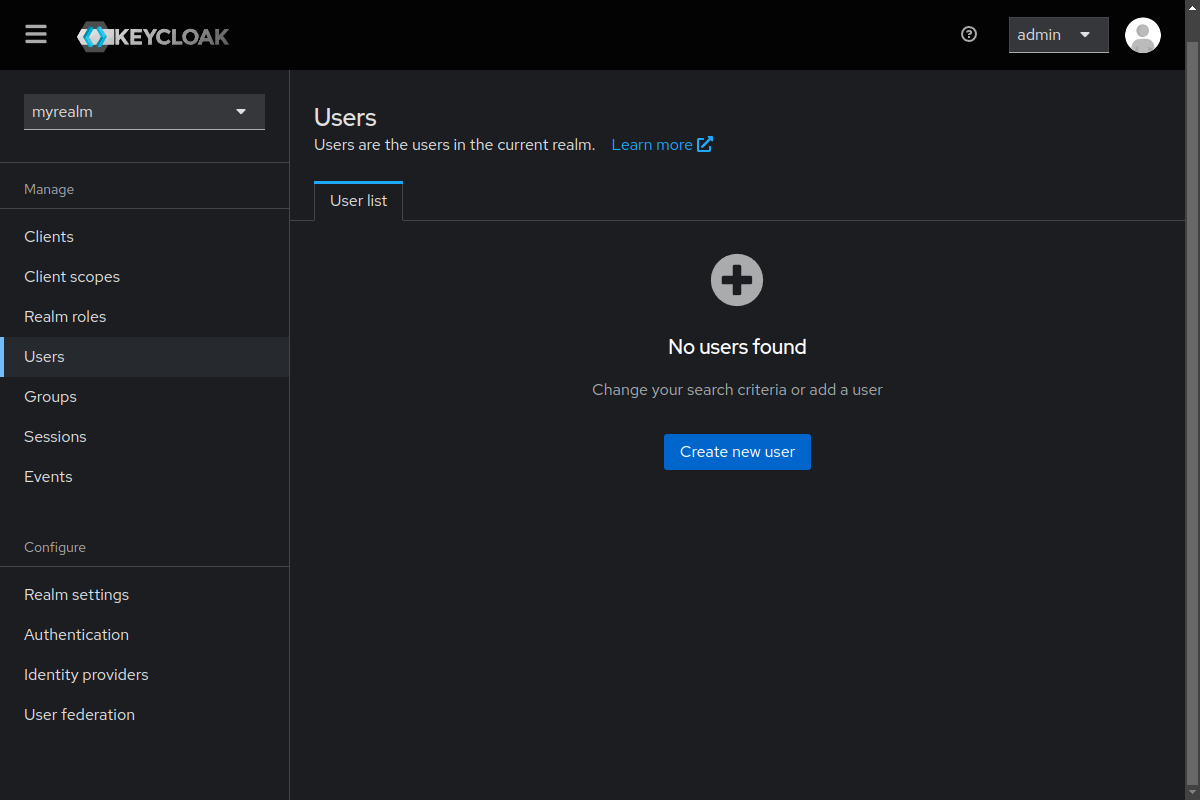 KEYCLOAK
admin
myrealm
Manage
Clients
Client scopes
Realm roles
Users
Groups
Sessions
Events
Configure
Realm settings
Authentication
Identity providers
User federation
Users
Users are the users in the current realm. Learn more
User list
No users found
Change your search criteria or add a user
Create new user